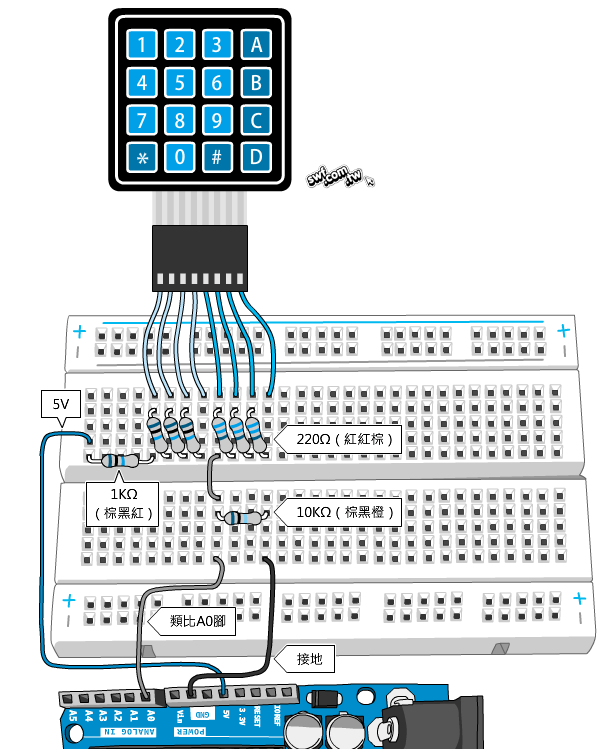 1 2 3 A
4 5 6 B
7 8 9 C
* 0 # D
swf.com.tw
+ +
− −
5V
220Ω（紅紅棕）
1KΩ
（棕黑紅）
10KΩ（棕黑橙）
+ +
− −
類比A0腳
接地
A5 A4 A3 A2 A1 A0 Vin GND 5V 3.3V RESET IOREF
ANALOG IN POWER